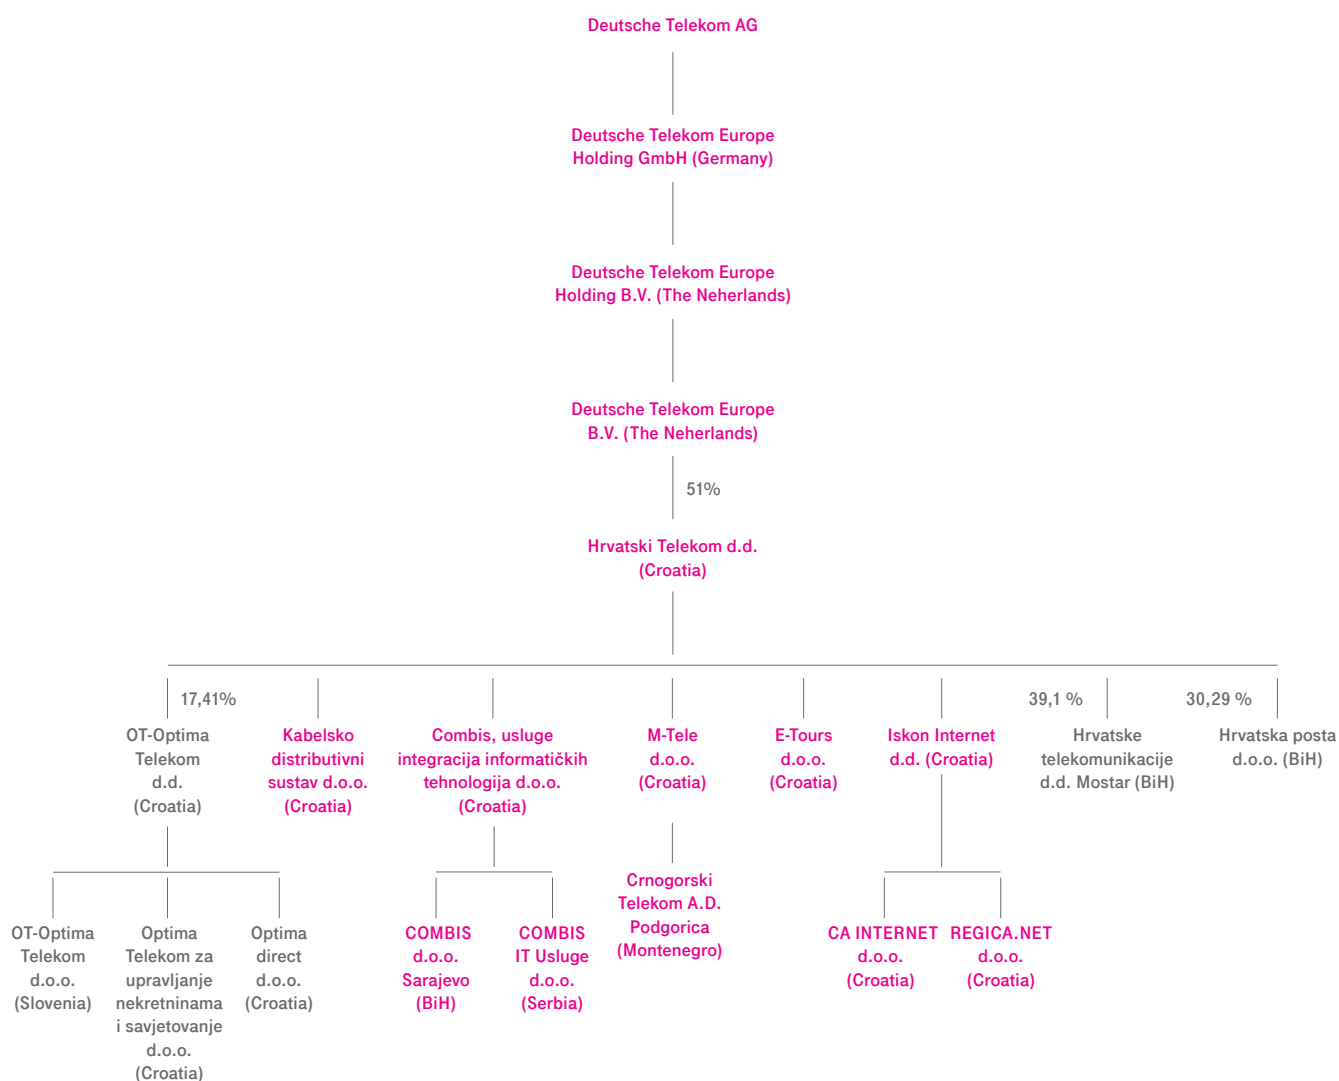 Deutsche Telekom AG
Deutsche Telekom Europe
Holding GmbH (Germany)
Deutsche Telekom Europe
Holding B.V. (The Neherlands)
Deutsche Telekom Europe
B.V. (The Neherlands)
51%
Hrvatski Telekom d.d.
(Croatia)
17,41%
OT-Optima
Telekom
d.d.
(Croatia)
Kabelsko
distributivni
sustav d.o.o.
(Croatia)
Combis, usluge
integracija informatičkih
tehnologija d.o.o.
(Croatia)
M-Tele
d.o.o.
(Croatia)
E-Tours
d.o.o.
(Croatia)
Iskon Internet
d.d. (Croatia)
39,1 %
Hrvatske
telekomunikacije
d.d. Mostar (BiH)
30,29 %
Hrvatska posta
d.o.o. (BiH)
OT-Optima
Telekom
d.o.o.
(Slovenia)
Optima
Telekom za
upravljanje
nekretninama
i savjetovanje
d.o.o.
(Croatia)
Optima
direct
d.o.o.
(Croatia)
COMBIS
d.o.o.
Sarajevo
(BiH)
COMBIS
IT Usluge
d.o.o.
(Serbia)
Crnogorski
Telekom A.D.
Podgorica
(Montenegro)
CA INTERNET
d.o.o.
(Croatia)
REGICA.NET
d.o.o.
(Croatia)